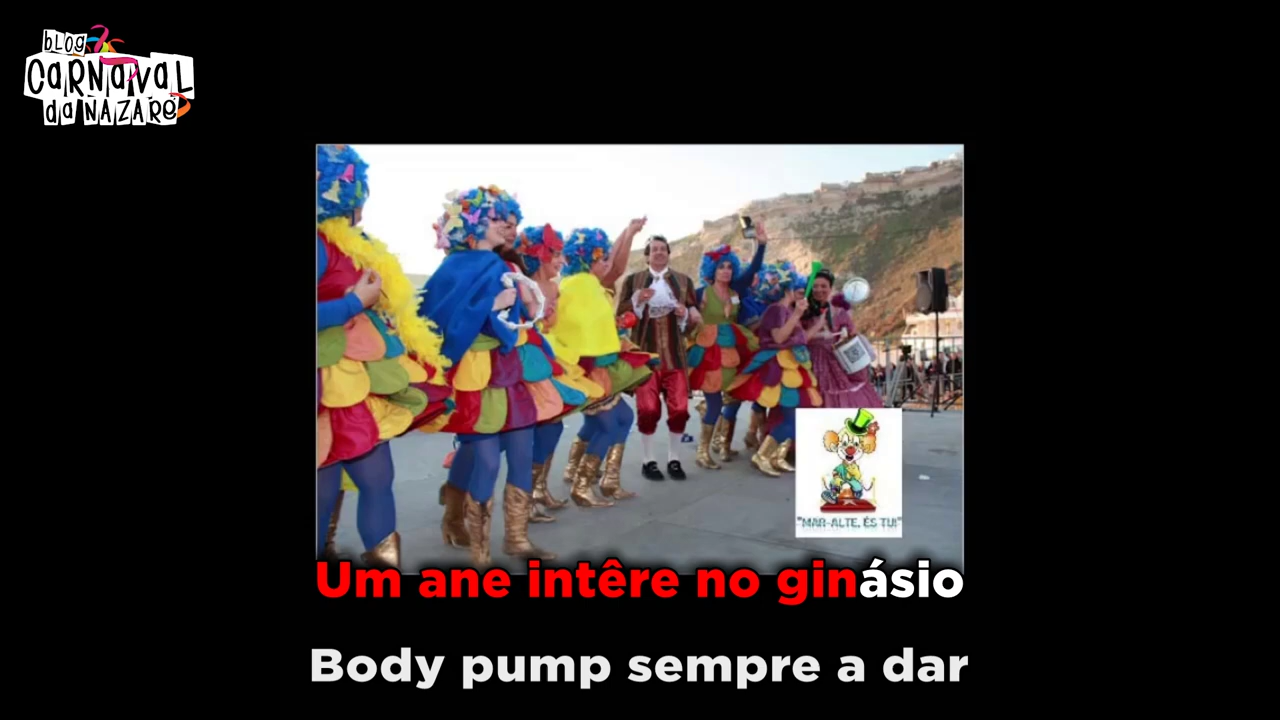 BLOG
CARNAVAL
da NAZARÉ
"MAR-ALTE, ÉS TU!"
Um ane intêre no ginásio
Body pump sempre a dar